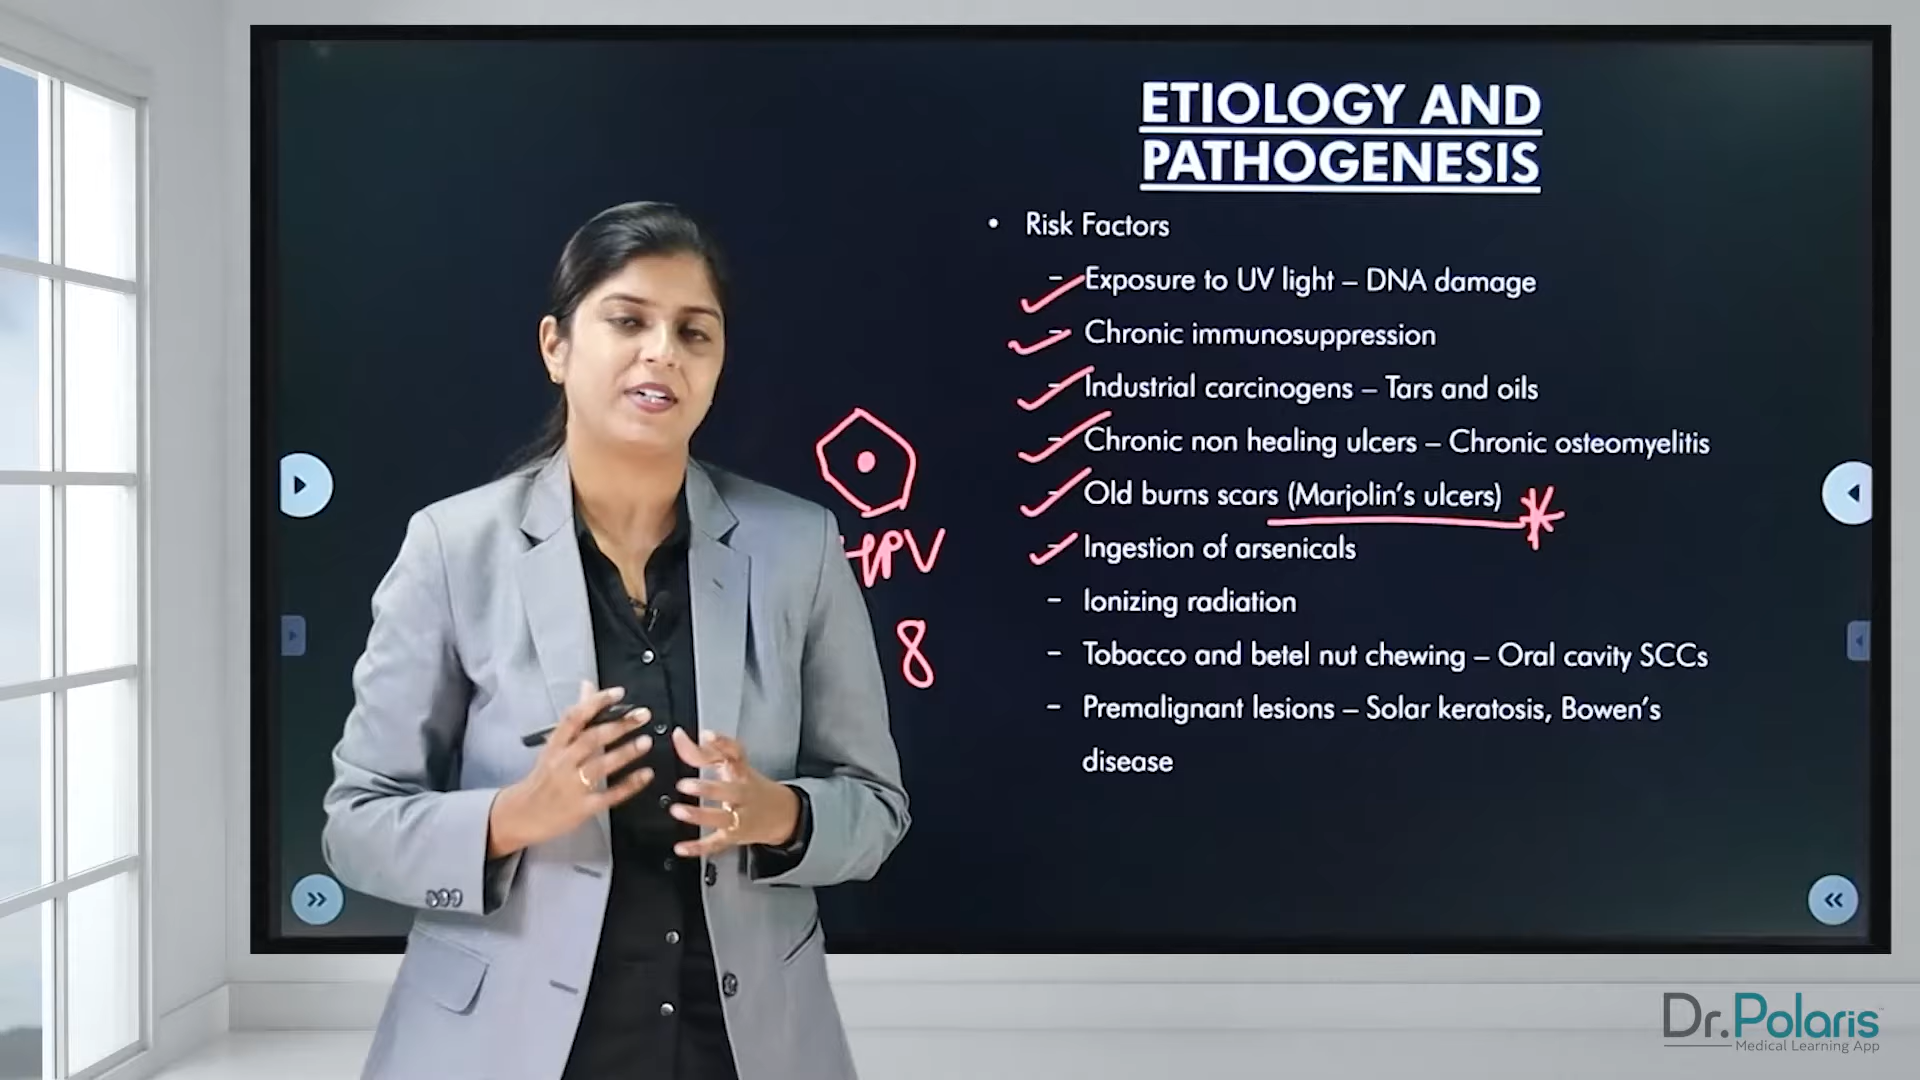 ETIOLOGY AND
PATHOGENESIS
• Risk Factors
– Exposure to UV light – DNA damage
– Chronic immunosuppression
– Industrial carcinogens – Tars and oils
– Chronic non healing ulcers – Chronic osteomyelitis
– Old burns scars (Marjolin's ulcers) *
– Ingestion of arsenicals
– Ionizing radiation
– Tobacco and betel nut chewing – Oral cavity SCCs
– Premalignant lesions – Solar keratosis, Bowen's
disease
HPV
8
Dr.Polaris
Medical Learning App